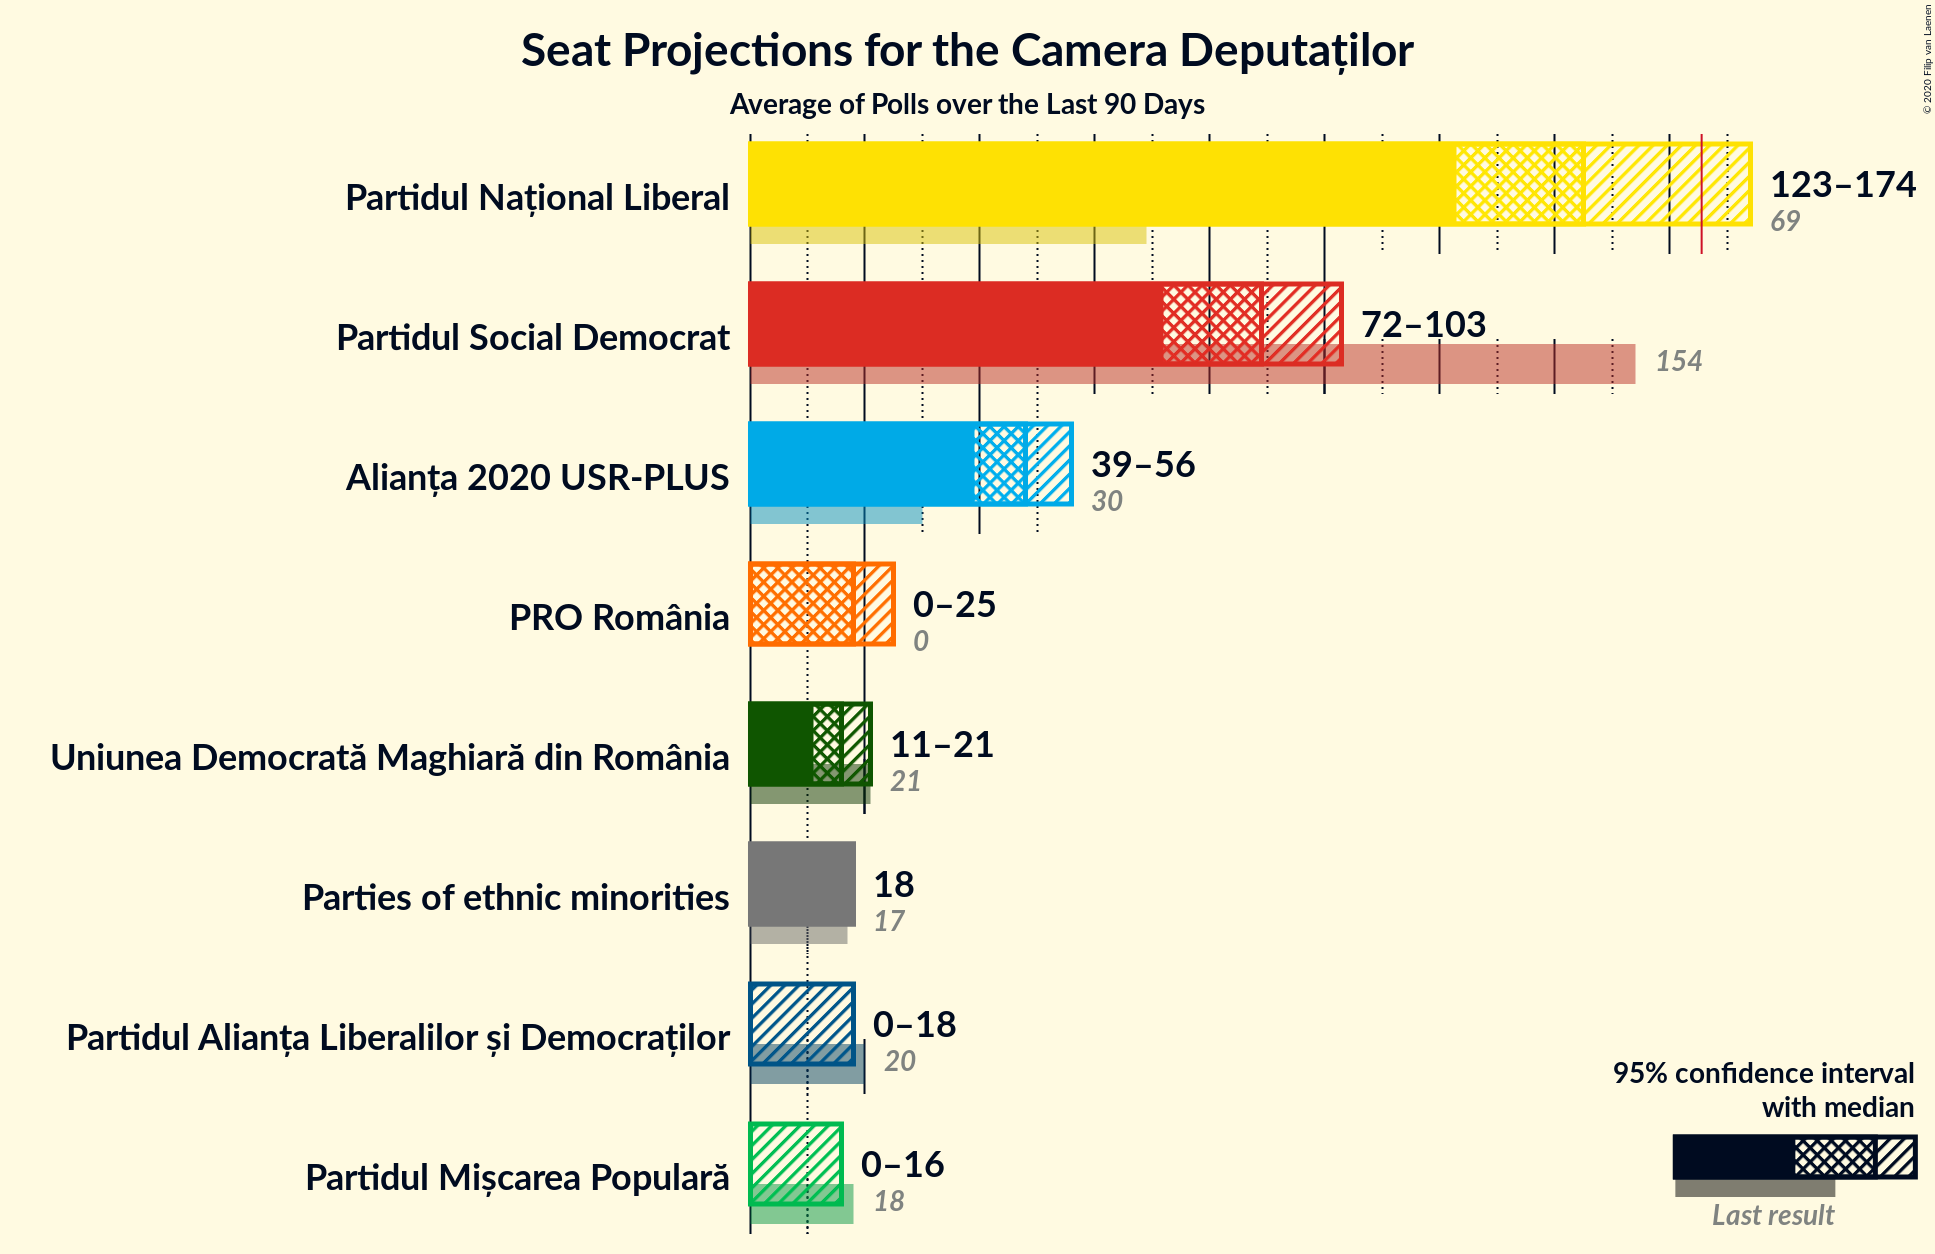 Seat Projections for the Camera Deputaților
Average of Polls over the Last 90 Days
© 2020 Filip van Laenen
Partidul Național Liberal
123–174
69
Partidul Social Democrat
72–103
154
Alianța 2020 USR-PLUS
39–56
30
PRO România
0–25
0
Uniunea Democrată Maghiară din România
11–21
21
Parties of ethnic minorities
18
17
Partidul Alianța Liberalilor și Democraților
0–18
20
Partidul Mișcarea Populară
0–16
18
95% confidence interval
with median
Last result